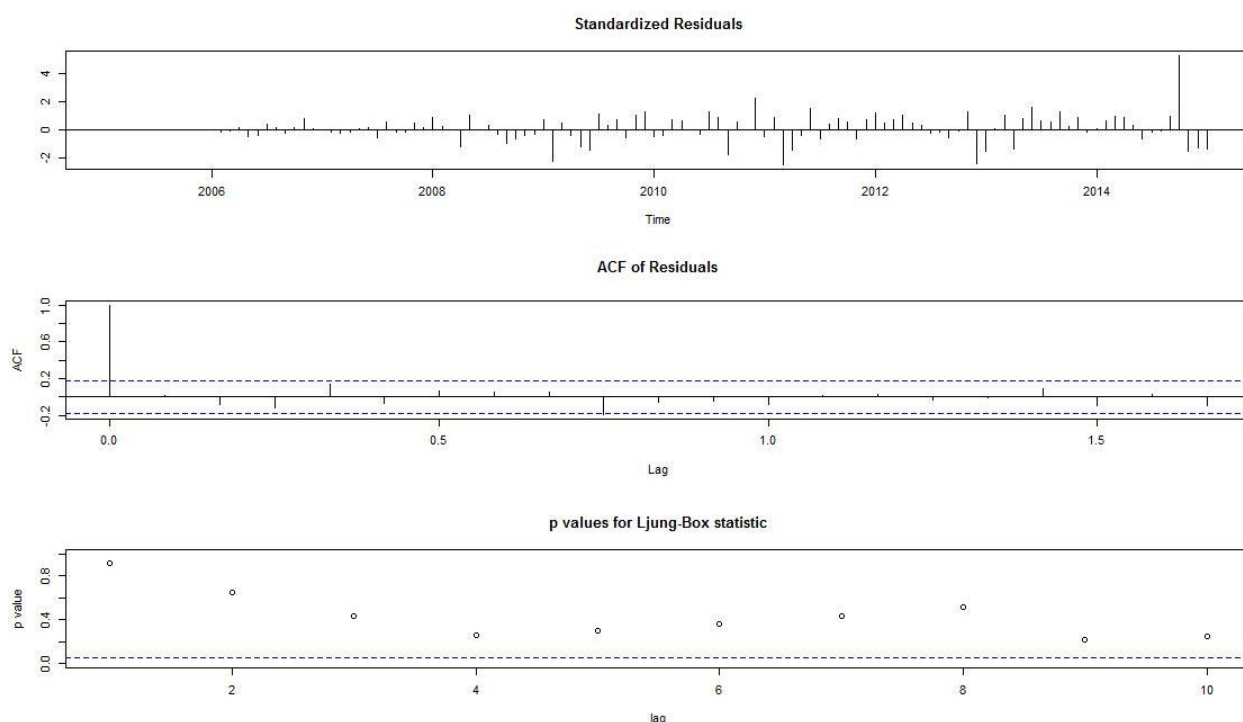 Standardized Residuals
4
2
0
-2
2006 2008 2010 2012 2014
Time
ACF of Residuals
ACF
1.0
0.6
0.2
-0.2
0.0 0.5 1.0 1.5
Lag
p values for Ljung-Box statistic
p value
0.8
0.4
0.0
2 4 6 8 10
lag